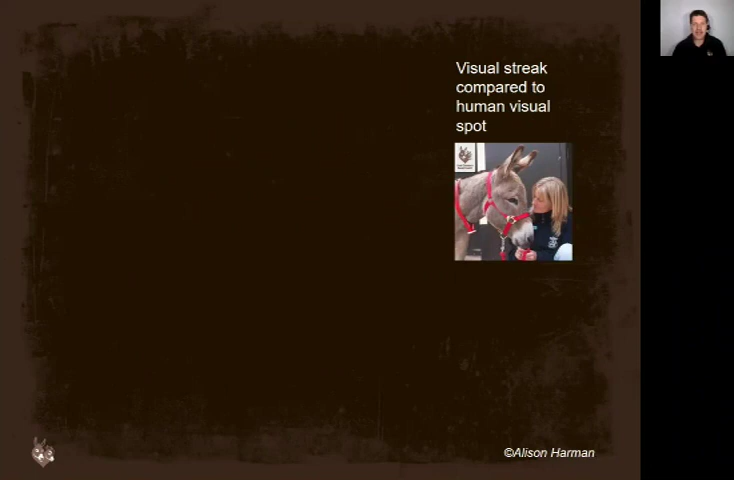 Visual streak
compared to
human visual
spot
©Alison Harman